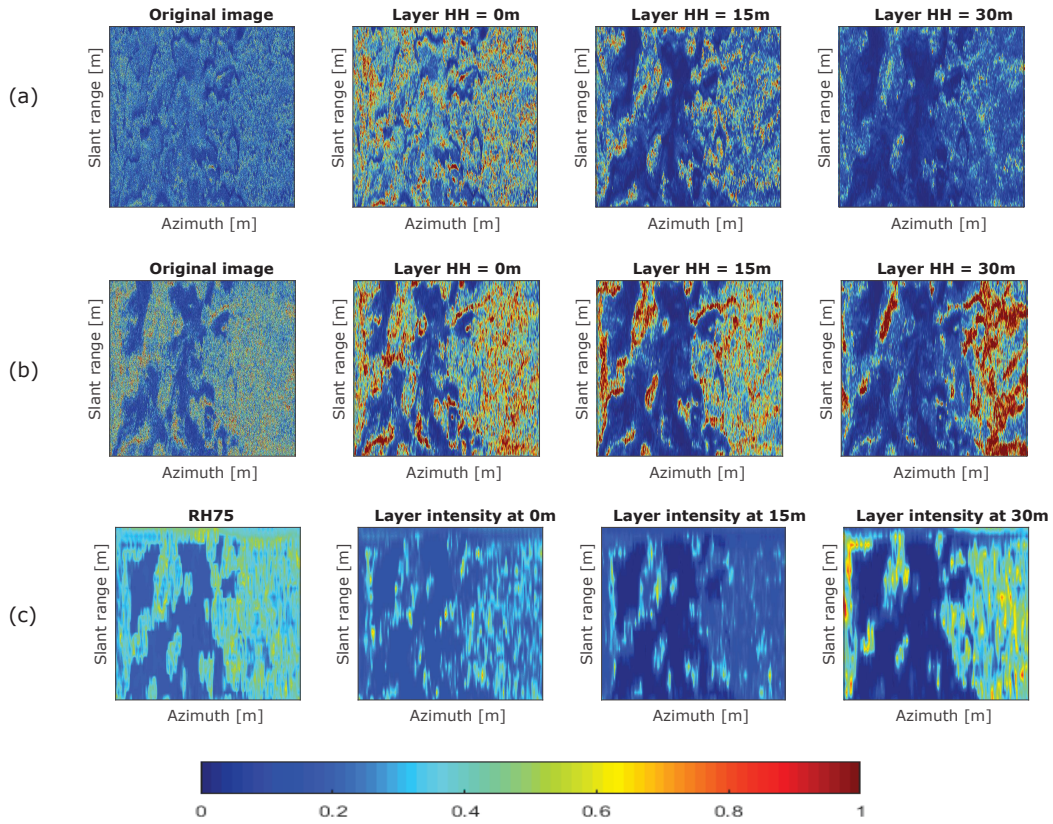 Original image
Layer HH = 0m
Layer HH = 15m
Layer HH = 30m
(a)
Slant range [m]
Slant range [m]
Slant range [m]
Slant range [m]
Azimuth [m]
Azimuth [m]
Azimuth [m]
Azimuth [m]
Original image
Layer HH = 0m
Layer HH = 15m
Layer HH = 30m
(b)
Slant range [m]
Slant range [m]
Slant range [m]
Slant range [m]
Azimuth [m]
Azimuth [m]
Azimuth [m]
Azimuth [m]
RH75
Layer intensity at 0m
Layer intensity at 15m
Layer intensity at 30m
(c)
Slant range [m]
Slant range [m]
Slant range [m]
Slant range [m]
Azimuth [m]
Azimuth [m]
Azimuth [m]
Azimuth [m]
0 0.2 0.4 0.6 0.8 1